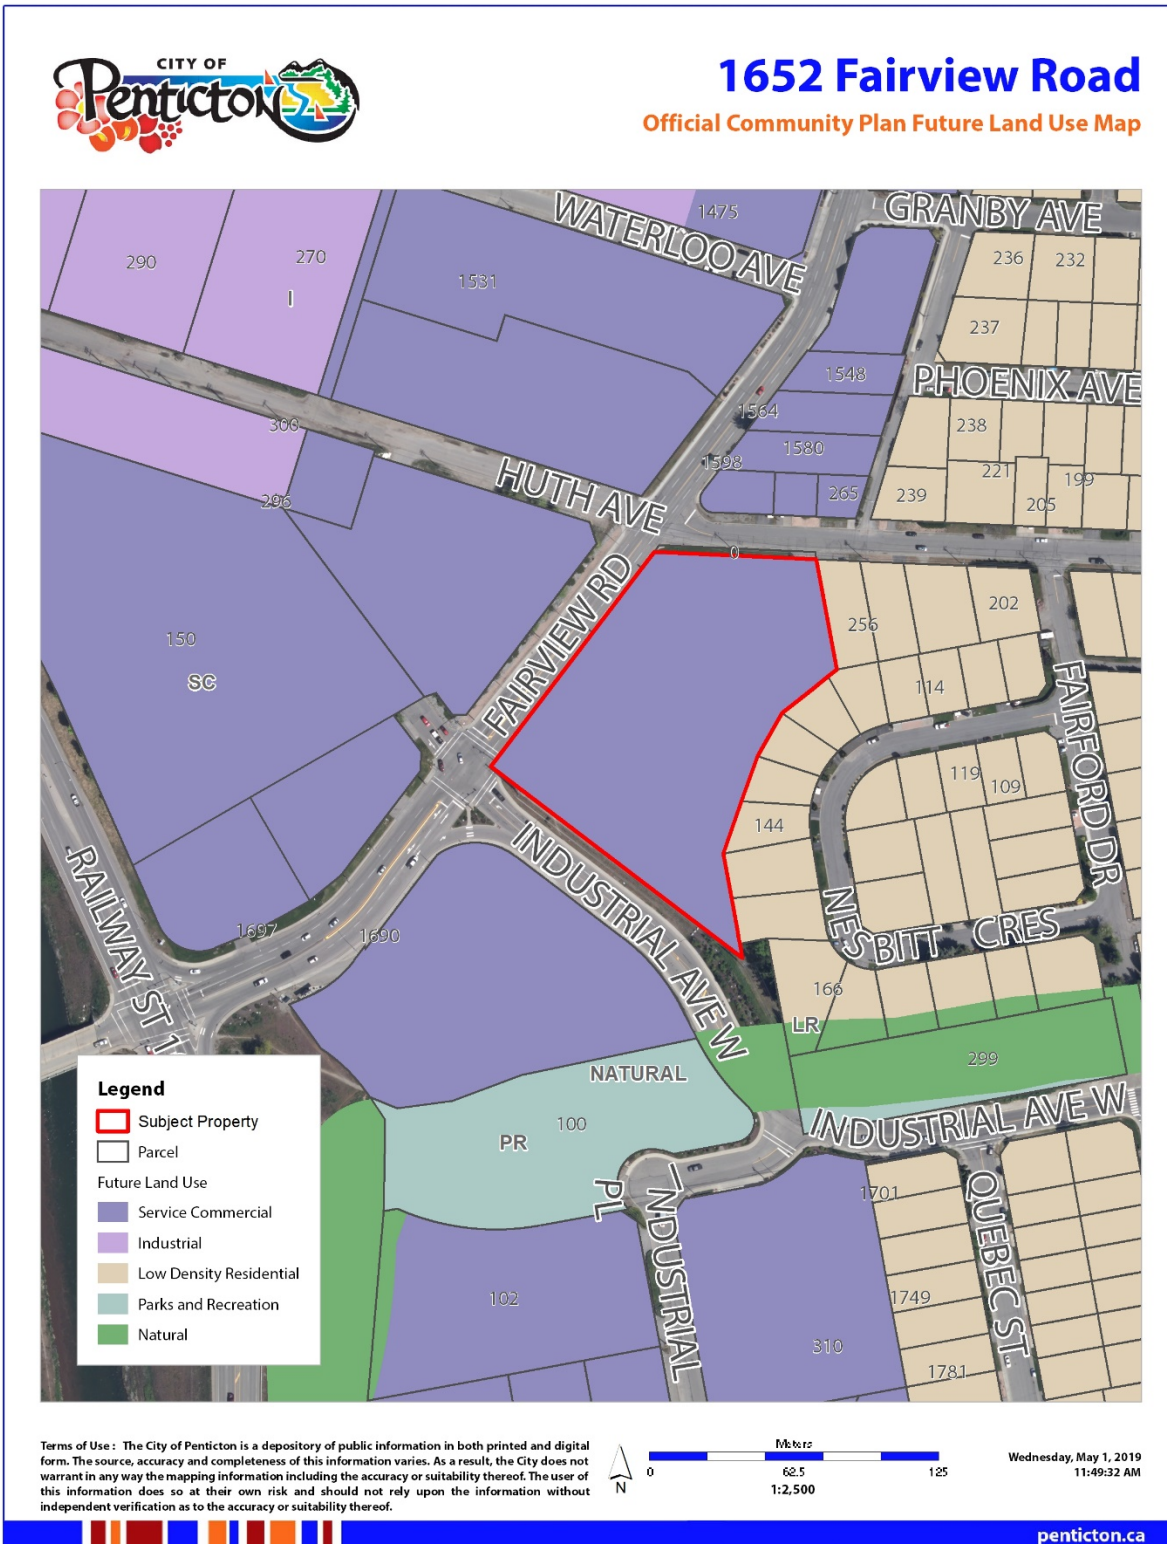 CITY OF
Penticton
1652 Fairview Road
Official Community Plan Future Land Use Map
WATERLOO AVE
1475
GRANBY AVE
290
270
I
1531
236
232
237
1548
PHOENIX AVE
1564
300
238
1598
1580
221
199
296
HUTH AVE
265
239
205
0
FAIRVIEW RD
202
256
150
SC
114
FAIRFORD DR
119
109
144
INDUSTRIAL AVE W
RAILWAY ST
1697
1690
NESBITT CRES
166
LR
299
NATURAL
100
PR
INDUSTRIAL AVE W
INDUSTRIAL PL
1701
QUEBEC ST
102
1749
310
1781
Legend
Subject Property
Parcel
Future Land Use
Service Commercial
Industrial
Low Density Residential
Parks and Recreation
Natural
Terms of Use : The City of Penticton is a depository of public information in both printed and digital
form. The source, accuracy and completeness of this information varies. As a result, the City does not
warrant in any way the mapping information including the accuracy or suitability thereof. The user of
this information does so at their own risk and should not rely upon the information without
independent verification as to the accuracy or suitability thereof.
N
Meters
0 62.5 125
1:2,500
Wednesday, May 1, 2019
11:49:32 AM
penticton.ca